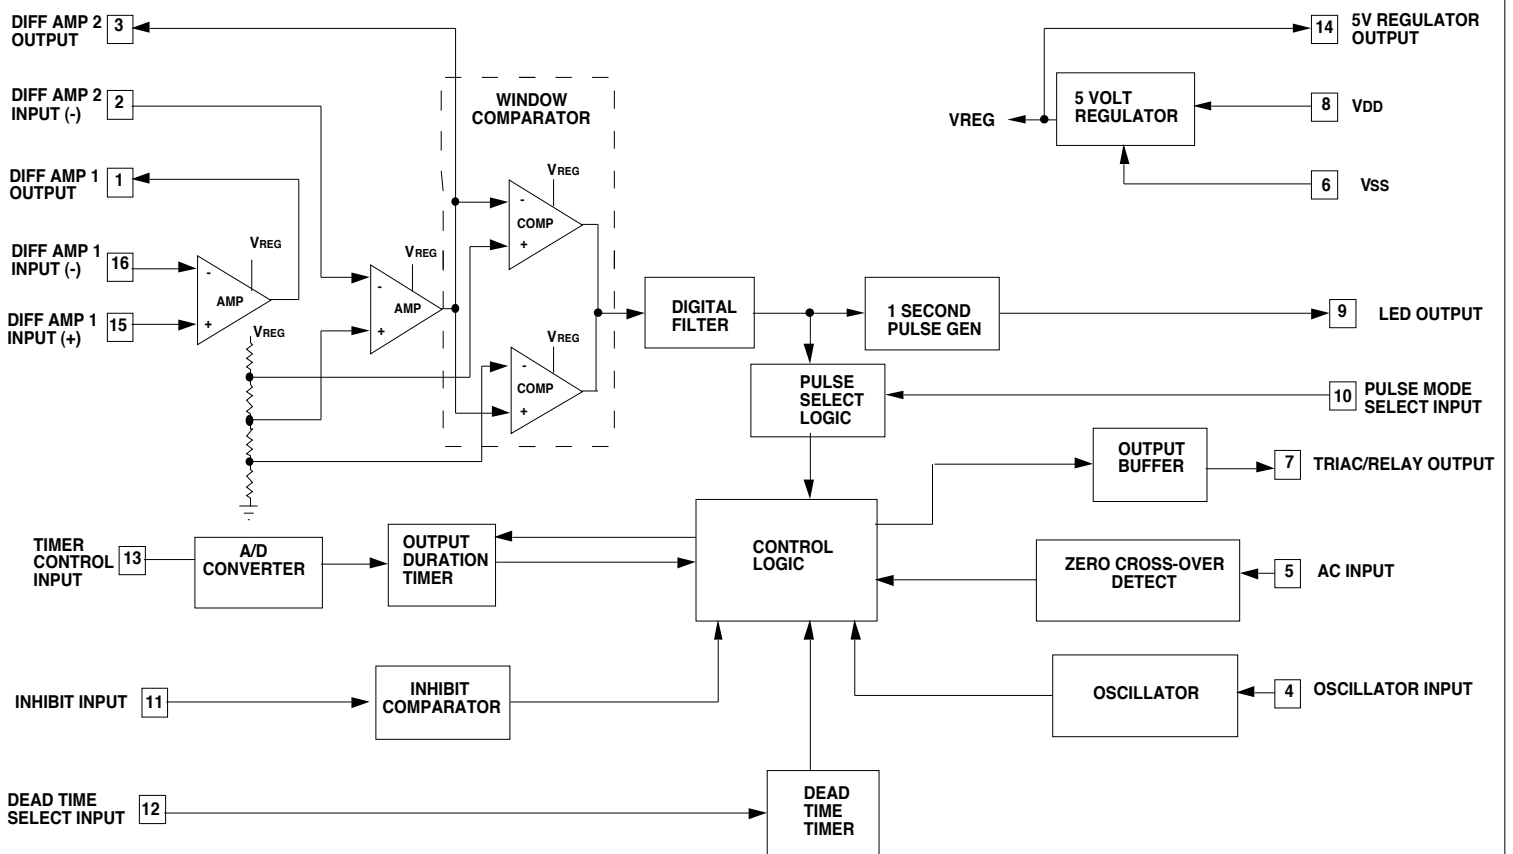 DIFF AMP 2
OUTPUT
3
DIFF AMP 2
INPUT (-)
2
DIFF AMP 1
OUTPUT
1
DIFF AMP 1
INPUT (-)
16
DIFF AMP 1
INPUT (+)
15
-
AMP
+
VREG
VREG
-
AMP
+
VREG
WINDOW
COMPARATOR
VREG
-
COMP
+
VREG
-
COMP
+
14
5V REGULATOR
OUTPUT
VREG
5 VOLT
REGULATOR
8
VDD
6
VSS
DIGITAL
FILTER
1 SECOND
PULSE GEN
9
LED OUTPUT
PULSE
SELECT
LOGIC
10
PULSE MODE
SELECT INPUT
OUTPUT
BUFFER
7
TRIAC/RELAY OUTPUT
TIMER
CONTROL
INPUT
13
A/D
CONVERTER
OUTPUT
DURATION
TIMER
CONTROL
LOGIC
ZERO CROSS-OVER
DETECT
5
AC INPUT
INHIBIT INPUT
11
INHIBIT
COMPARATOR
OSCILLATOR
4
OSCILLATOR INPUT
DEAD TIME
SELECT INPUT
12
DEAD
TIME
TIMER